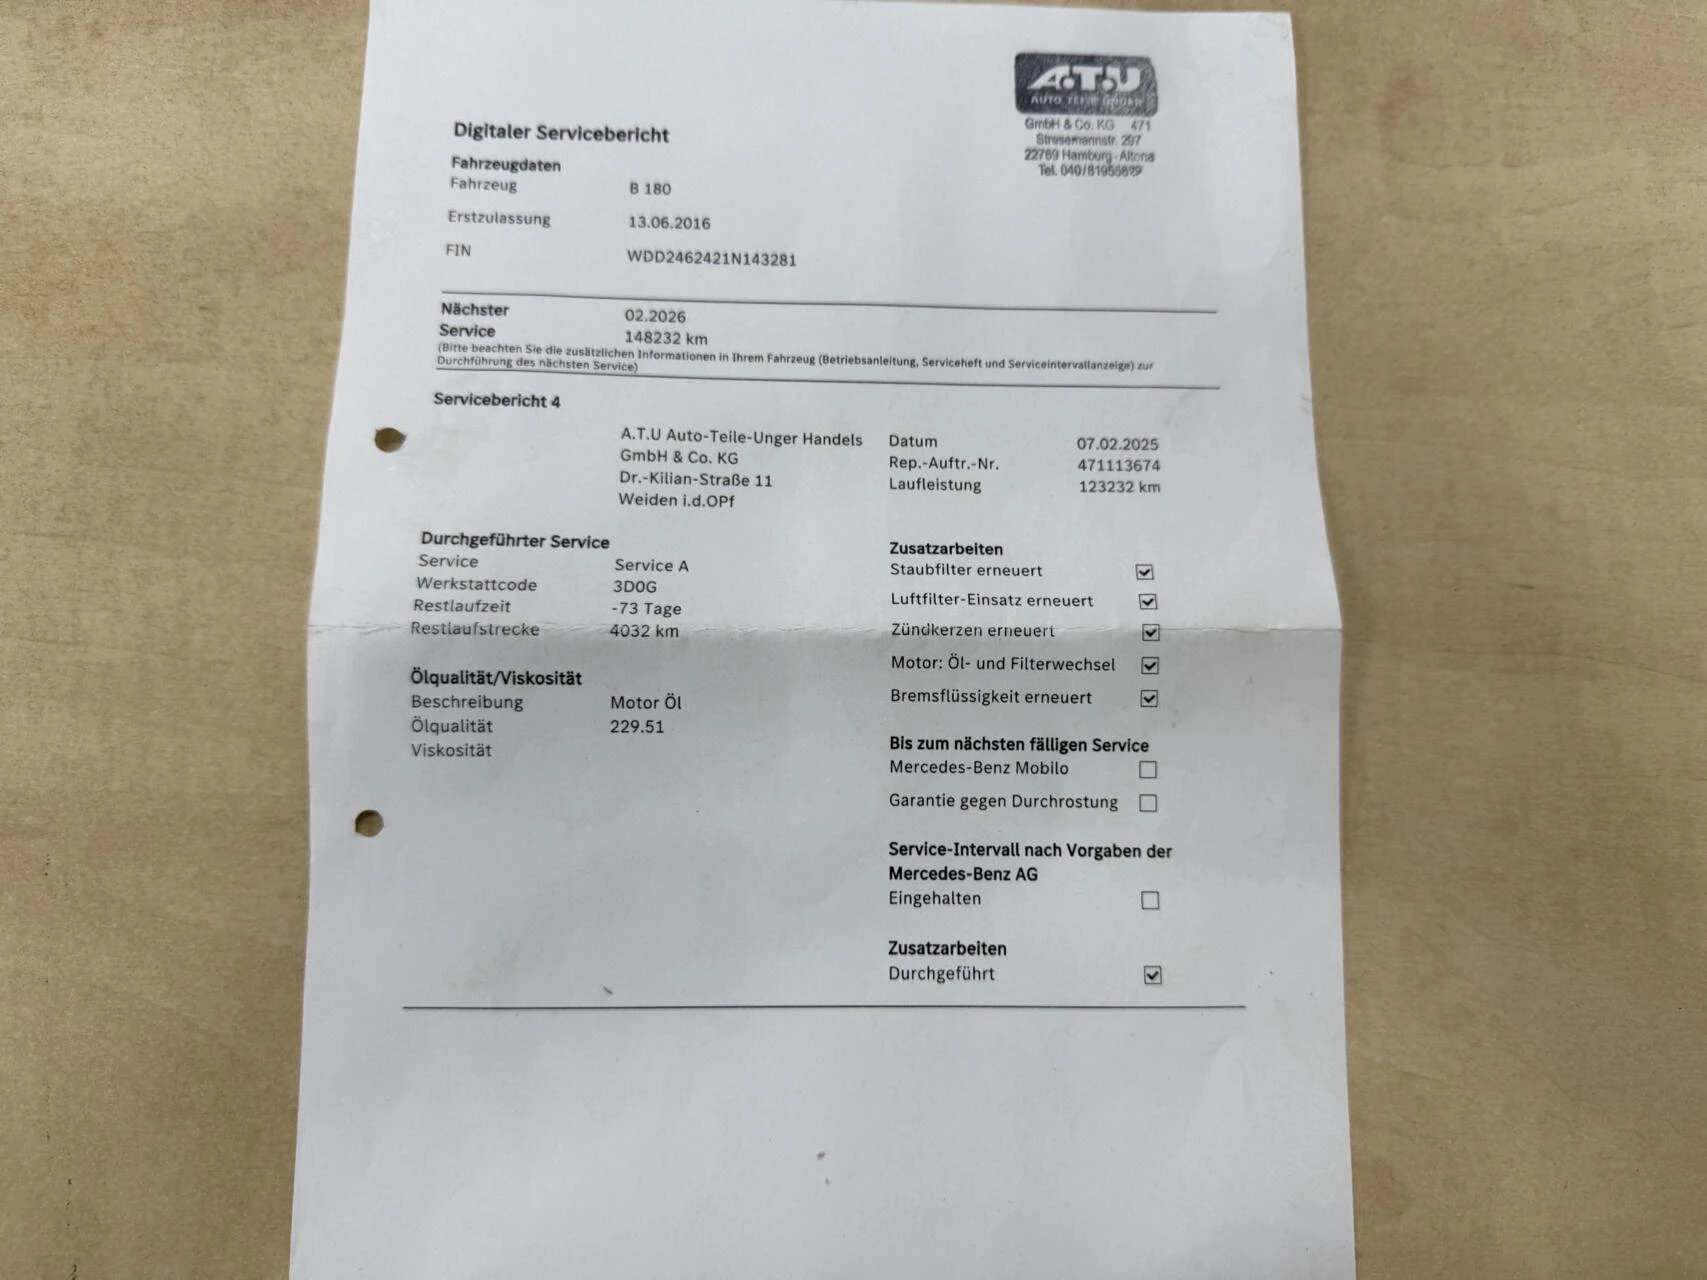 A.T.U
AUTO TEILE UNGER
GmbH & Co. KG 471
Stresemannstr. 297
22769 Hamburg-Altona
Tel. 040/81956829
Digitaler Servicebericht
Fahrzeugdaten
Fahrzeug B 180
Erstzulassung 13.06.2016
FIN WDD2462421N143281
Nächster 02.2026
Service 148232 km
(Bitte beachten Sie die zusätzlichen Informationen in Ihrem Fahrzeug (Betriebsanleitung, Serviceheft und Serviceintervallanzeige) zur
Durchführung des nächsten Service)
Servicebericht 4
A.T.U Auto-Teile-Unger Handels
GmbH & Co. KG
Dr.-Kilian-Straße 11
Weiden i.d.OPf
Datum 07.02.2025
Rep.-Auftr.-Nr. 471113674
Laufleistung 123232 km
Durchgeführter Service
Service Service A
Werkstattcode 3D0G
Restlaufzeit -73 Tage
Restlaufstrecke 4032 km
Ölqualität/Viskosität
Beschreibung Motor Öl
Ölqualität 229.51
Viskosität
Zusatzarbeiten
Staubfilter erneuert
Luftfilter-Einsatz erneuert
Zündkerzen erneuert
Motor: Öl- und Filterwechsel
Bremsflüssigkeit erneuert
Bis zum nächsten fälligen Service
Mercedes-Benz Mobilo
Garantie gegen Durchrostung
Service-Intervall nach Vorgaben der
Mercedes-Benz AG
Eingehalten
Zusatzarbeiten
Durchgeführt